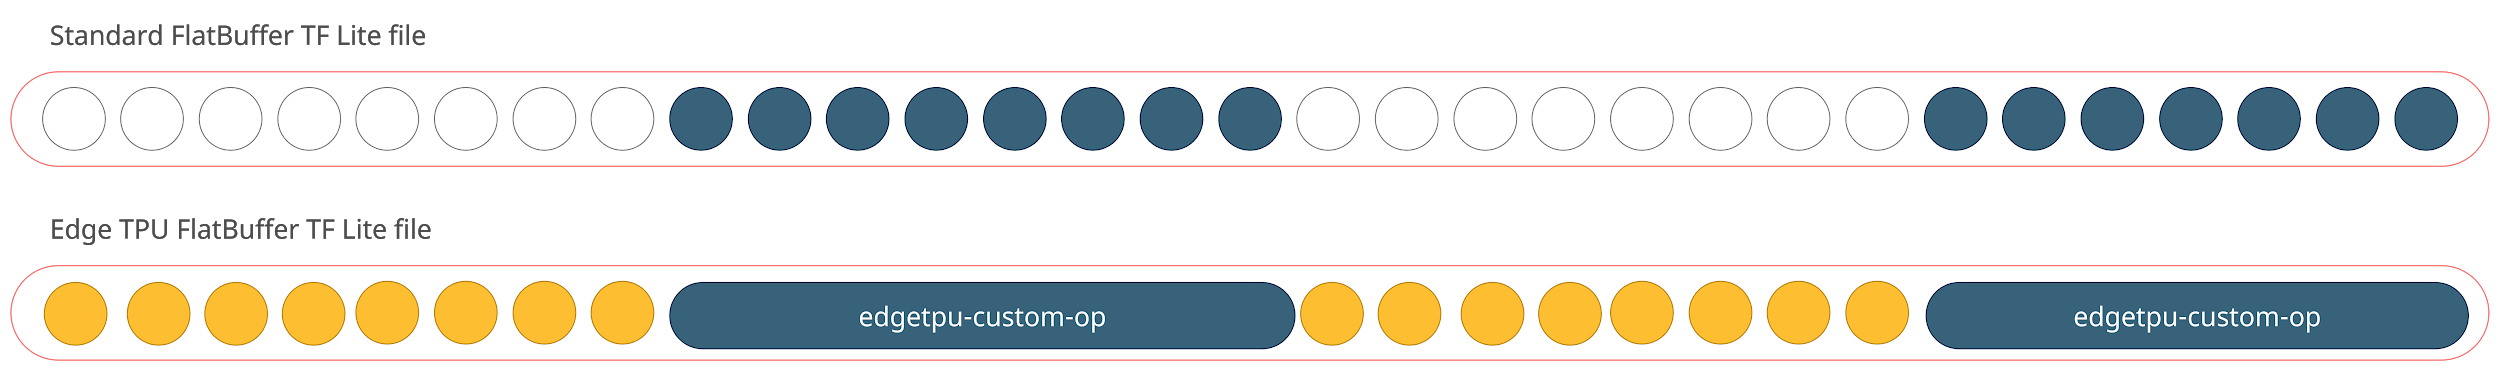 Standard FlatBuffer TF Lite file
Edge TPU FlatBuffer TF Lite file
edgetpu-custom-op
edgetpu-custom-op